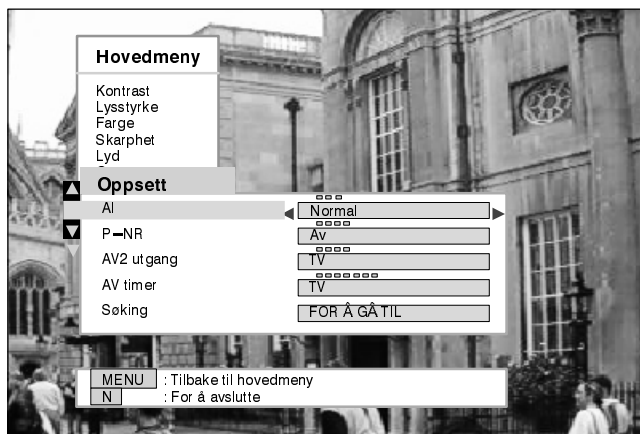 Hovedmeny
Kontrast
Lysstyrke
Farge
Skarphet
Lyd
Oppsett
AI Normal
P–NR Av
AV2 utgang TV
AV timer TV
Søking FOR Å GÅ TIL
MENU : Tilbake til hovedmeny
N : For å avslutte